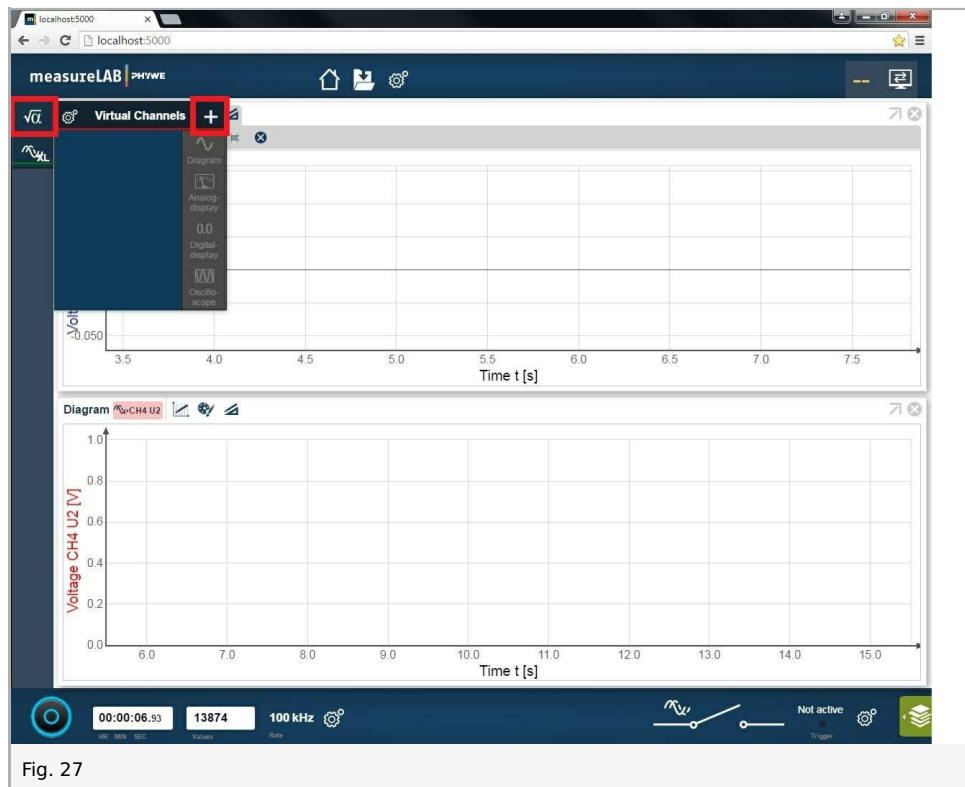 localhost:5000
localhost:5000
measureLAB PHYWE
--
√α Virtual Channels +
XL
Diagram
Analog-
display
0.0
Digital-
display
Oscillo-
scope
-0.050
3.5 4.0 4.5 5.0 5.5 6.0 6.5 7.0 7.5
Time t [s]
Diagram CH4 U2
Voltage CH4 U2 [V]
1.0
0.8
0.6
0.4
0.2
0.0
6.0 7.0 8.0 9.0 10.0 11.0 12.0 13.0 14.0 15.0
Time t [s]
00:00:06.93 13874 100 kHz Not active
HR MIN SEC Values Rate Trigger
Fig. 27